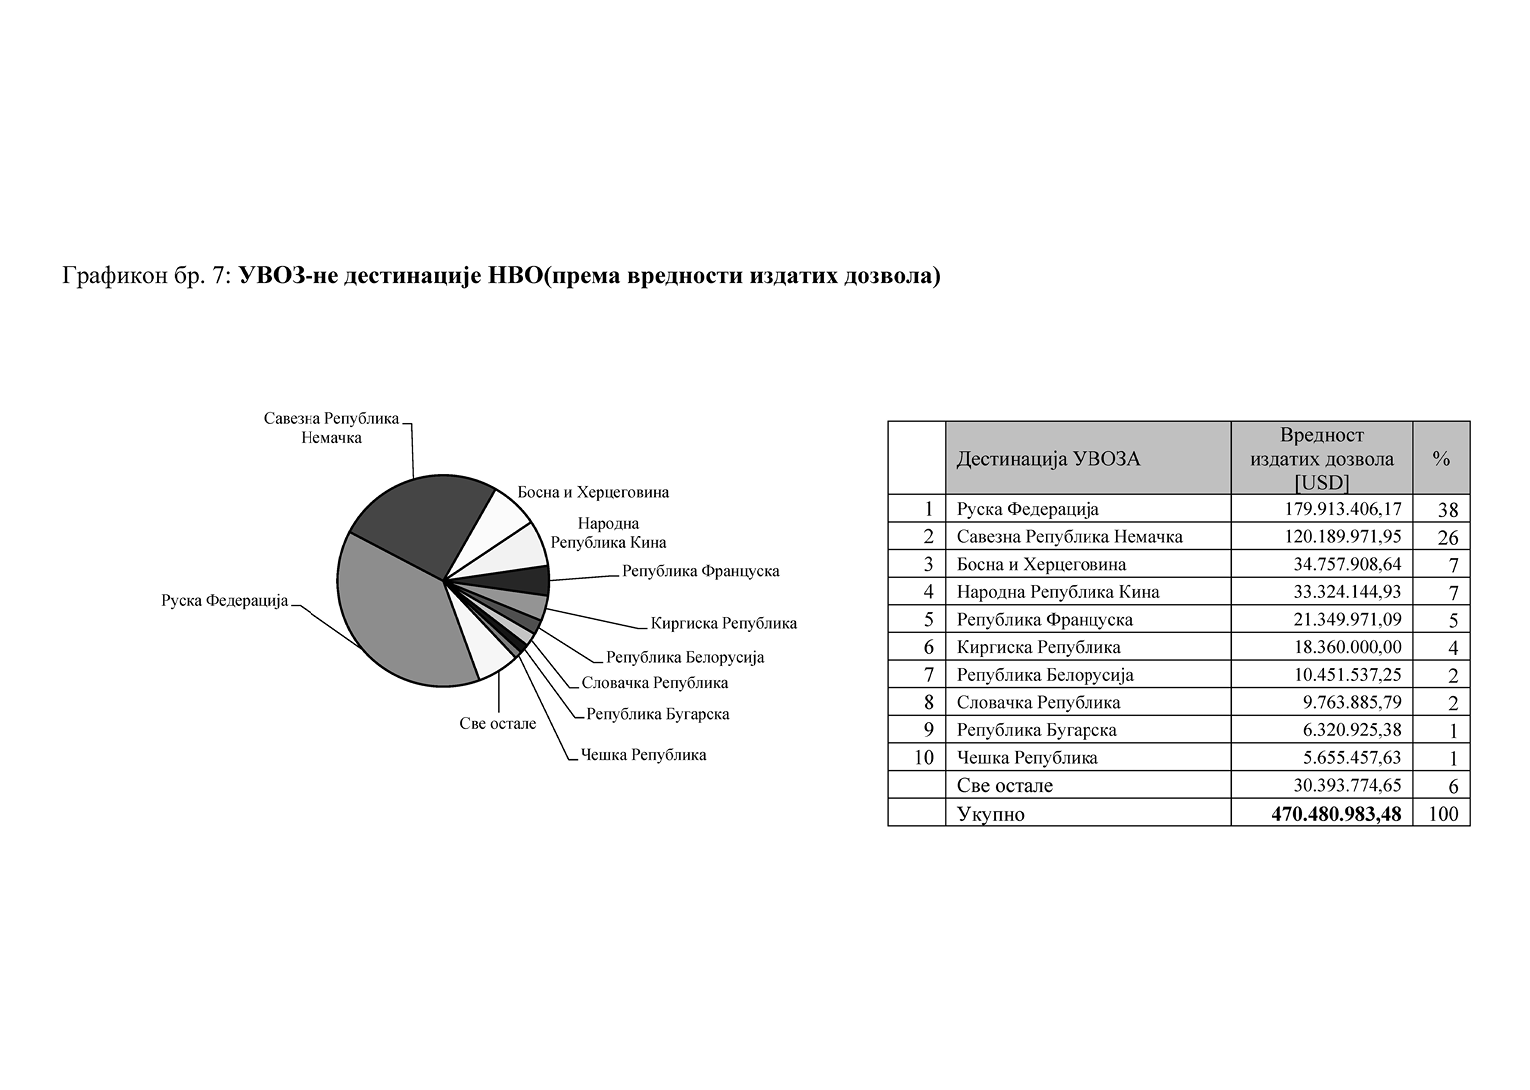 Графикон бр. 7: УВОЗ-не дестинације НВО(према вредности издатих дозвола)
Савезна Република
Немачка
Босна и Херцеговина
Народна
Република Кина
Република Француска
Руска Федерација
Киргиска Република
Република Белорусија
Словачка Република
Република Бугарска
Све остале
Чешка Република
Дестинација УВОЗА Вредност издатих дозвола [USD] %
1 Руска Федерација 179.913.406,17 38
2 Савезна Република Немачка 120.189.971,95 26
3 Босна и Херцеговина 34.757.908,64 7
4 Народна Република Кина 33.324.144,93 7
5 Република Француска 21.349.971,09 5
6 Киргиска Република 18.360.000,00 4
7 Република Белорусија 10.451.537,25 2
8 Словачка Република 9.763.885,79 2
9 Република Бугарска 6.320.925,38 1
10 Чешка Република 5.655.457,63 1
Све остале 30.393.774,65 6
Укупно 470.480.983,48 100